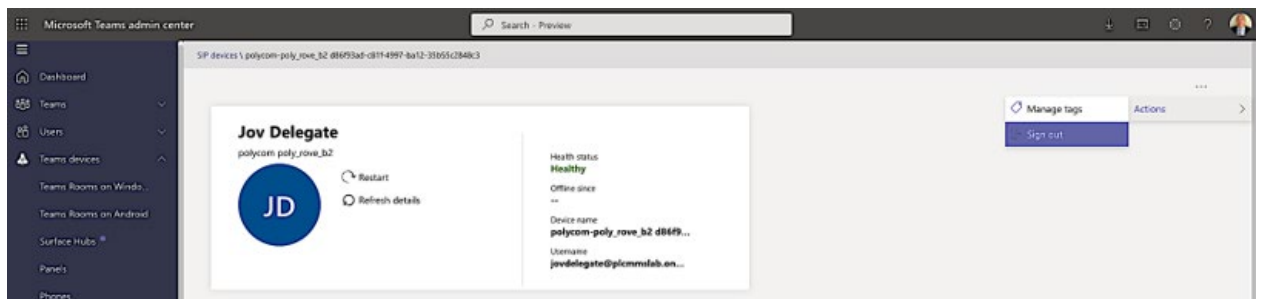 Microsoft Teams admin center
Search - Preview
?
SIP devices \ polycom-poly_rove_b2 d86f93ad-c81f-4997-ba12-35b55c2848c3
Dashboard
Teams
Users
Teams devices
Teams Rooms on Windo...
Teams Rooms on Android
Surface Hubs
Panels
Phones
Jov Delegate
polycom poly_rove_b2
JD
Restart
Refresh details
Health status
Healthy
Offline since
--
Device name
polycom-poly_rove_b2 d86f9...
Username
jovdelegate@plcmmslab.on...
...
Manage tags
Actions
Sign out